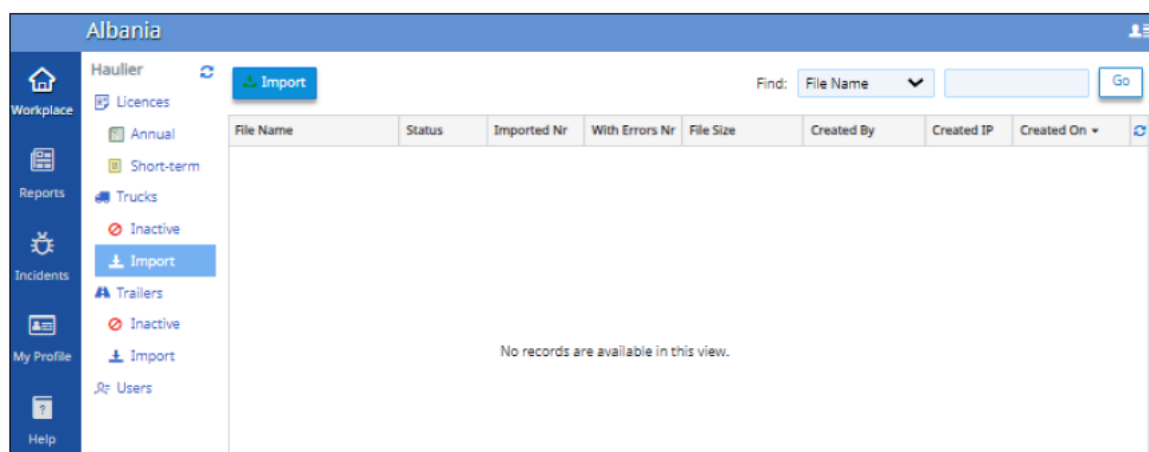 Albania
Workplace
Reports
Incidents
My Profile
Help
Haulier
Licences
Annual
Short-term
Trucks
Inactive
Import
Trailers
Inactive
Import
Users
Import
Find: File Name Go
File Name Status Imported Nr With Errors Nr File Size Created By Created IP Created On
No records are available in this view.